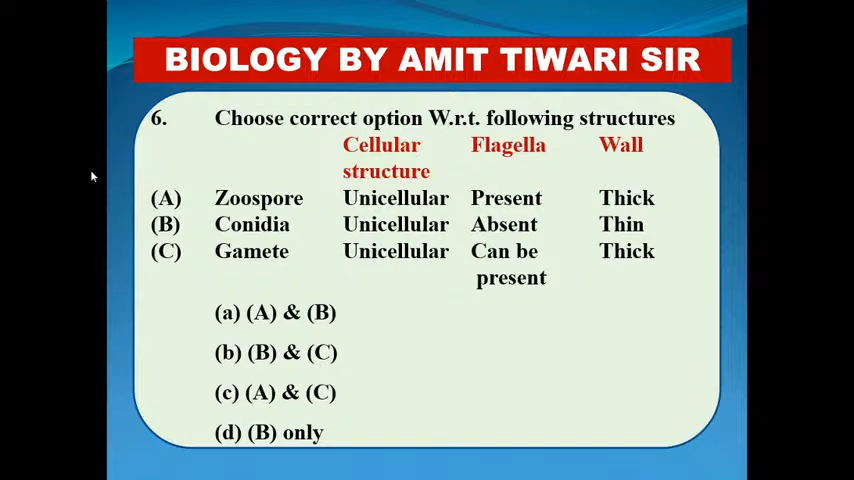 BIOLOGY BY AMIT TIWARI SIR
6. Choose correct option W.r.t. following structures
Cellular Flagella Wall
structure
(A) Zoospore Unicellular Present Thick
(B) Conidia Unicellular Absent Thin
(C) Gamete Unicellular Can be Thick
present
(a) (A) & (B)
(b) (B) & (C)
(c) (A) & (C)
(d) (B) only